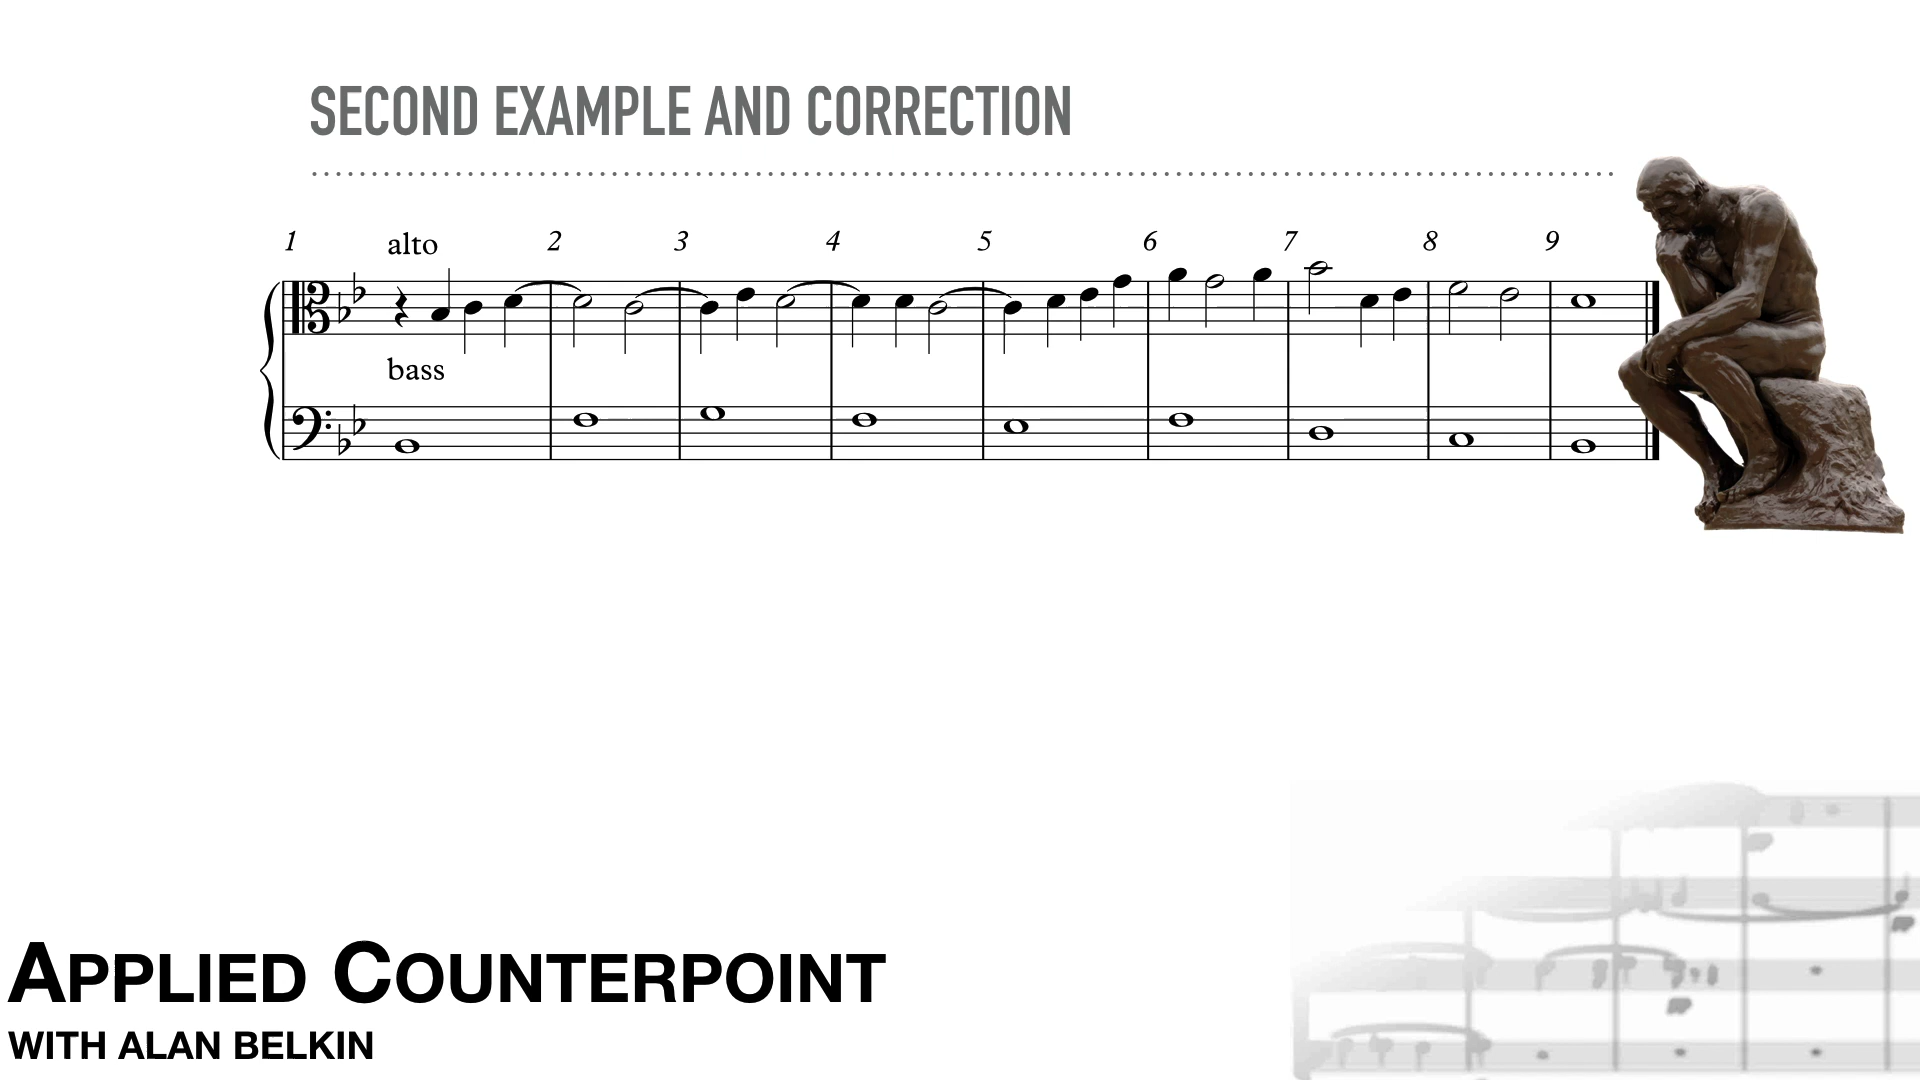 SECOND EXAMPLE AND CORRECTION
1 alto 2 3 4 5 6 7 8 9
bass
APPLIED COUNTERPOINT
WITH ALAN BELKIN